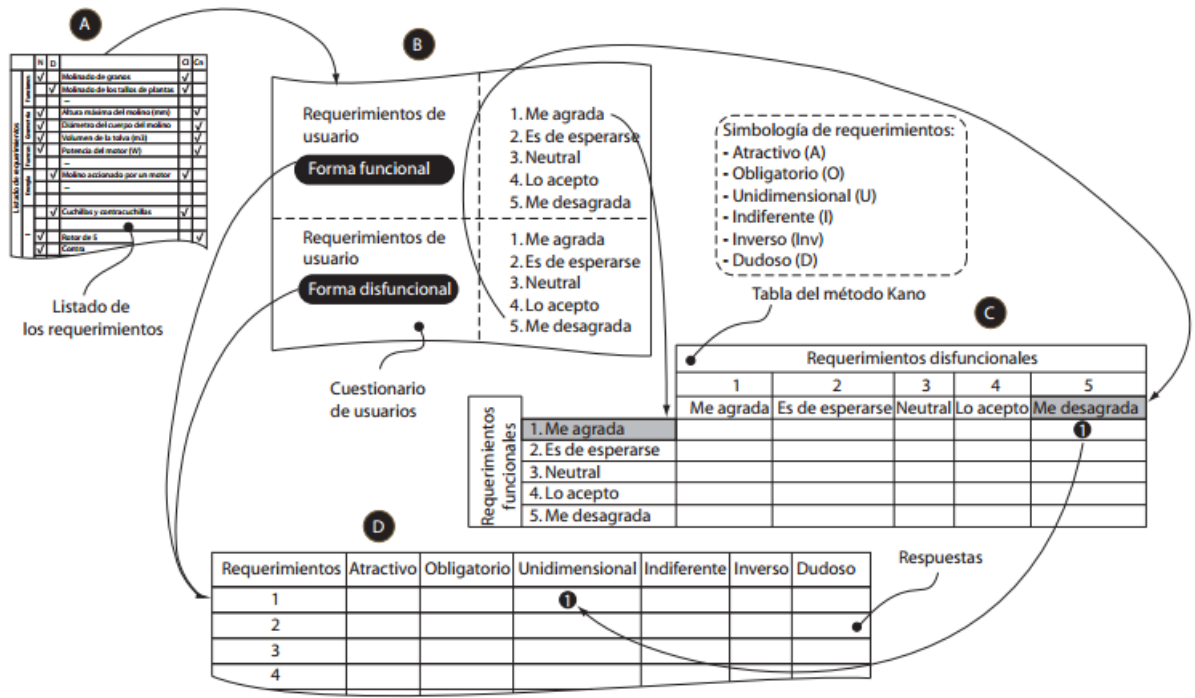 A
N D Cl Cn
Listado de requerimientos
Funciones
Molinado de granos
Molinado de los tallos de plantas
–
Geometría
Altura máxima del molino (mm)
Diámetro del cuerpo del molino
Volumen de la tolva (m3)
Potencia del motor (W)
–
Energía
Molino accionado por un motor
–
Cuchillas y contracuchillas
–
Rotor de 5
Contra
Listado de
los requerimientos
B
Requerimientos de
usuario
Forma funcional
1. Me agrada
2. Es de esperarse
3. Neutral
4. Lo acepto
5. Me desagrada
Requerimientos de
usuario
Forma disfuncional
1. Me agrada
2. Es de esperarse
3. Neutral
4. Lo acepto
5. Me desagrada
Cuestionario
de usuarios
Simbología de requerimientos:
- Atractivo (A)
- Obligatorio (O)
- Unidimensional (U)
- Indiferente (I)
- Inverso (Inv)
- Dudoso (D)
Tabla del método Kano
C
Requerimientos disfuncionales
1 2 3 4 5
Me agrada Es de esperarse Neutral Lo acepto Me desagrada
Requerimientos
funcionales
1. Me agrada 1
2. Es de esperarse
3. Neutral
4. Lo acepto
5. Me desagrada
D
Requerimientos Atractivo Obligatorio Unidimensional Indiferente Inverso Dudoso
1 1
2
3
4
Respuestas